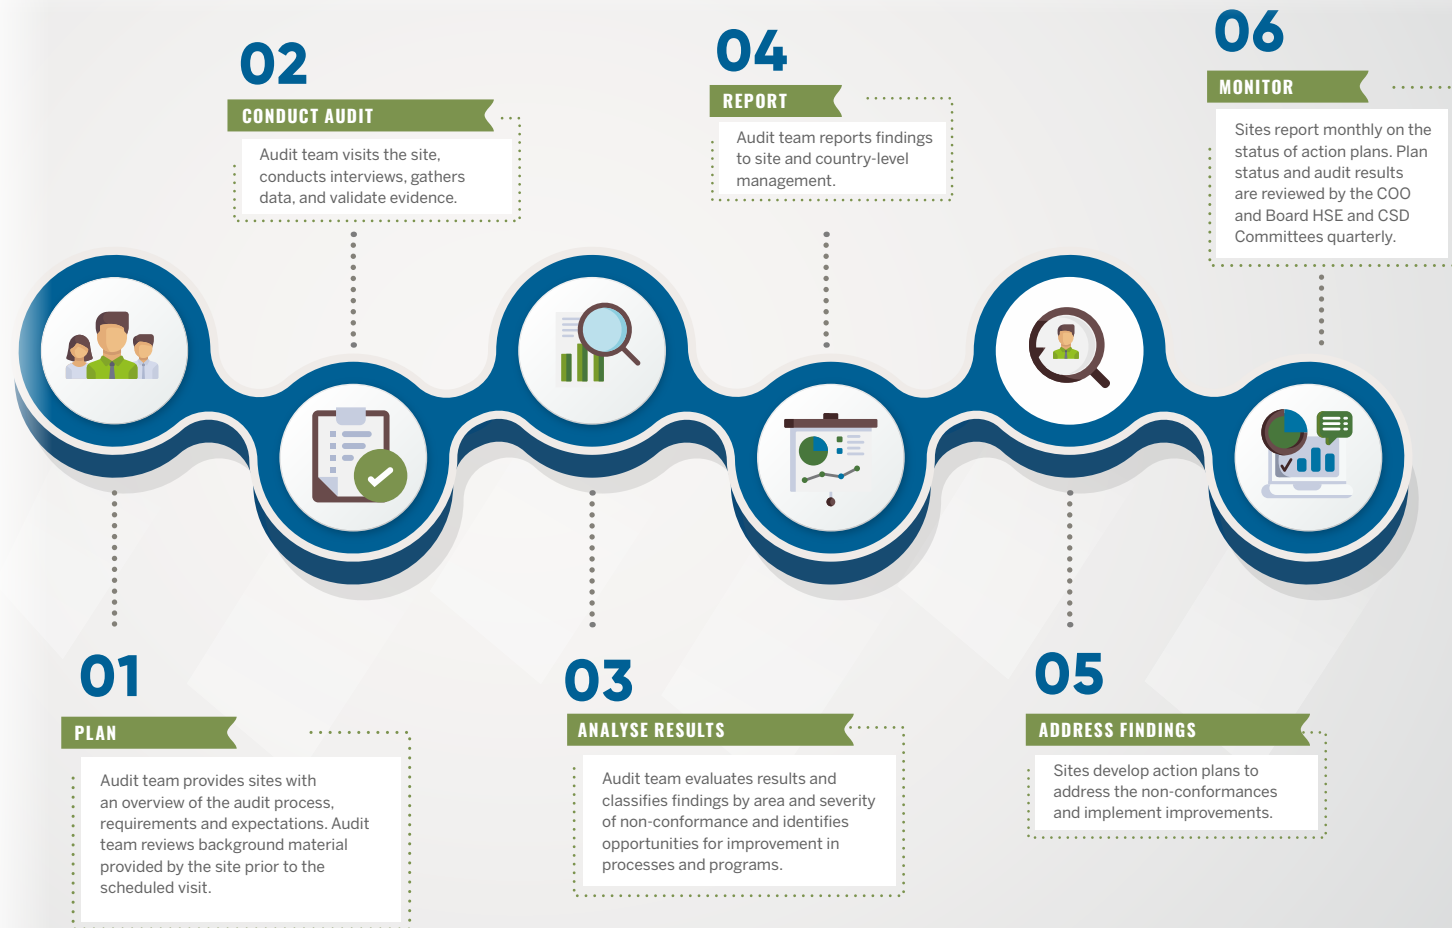 01
PLAN
Audit team provides sites with
an overview of the audit process,
requirements and expectations. Audit
team reviews background material
provided by the site prior to the
scheduled visit.
02
CONDUCT AUDIT
Audit team visits the site,
conducts interviews, gathers
data, and validate evidence.
03
ANALYSE RESULTS
Audit team evaluates results and
classifies findings by area and severity
of non-conformance and identifies
opportunities for improvement in
processes and programs.
04
REPORT
Audit team reports findings
to site and country-level
management.
05
ADDRESS FINDINGS
Sites develop action plans to
address the non-conformances
and implement improvements.
06
MONITOR
Sites report monthly on the
status of action plans. Plan
status and audit results
are reviewed by the COO
and Board HSE and CSD
Committees quarterly.